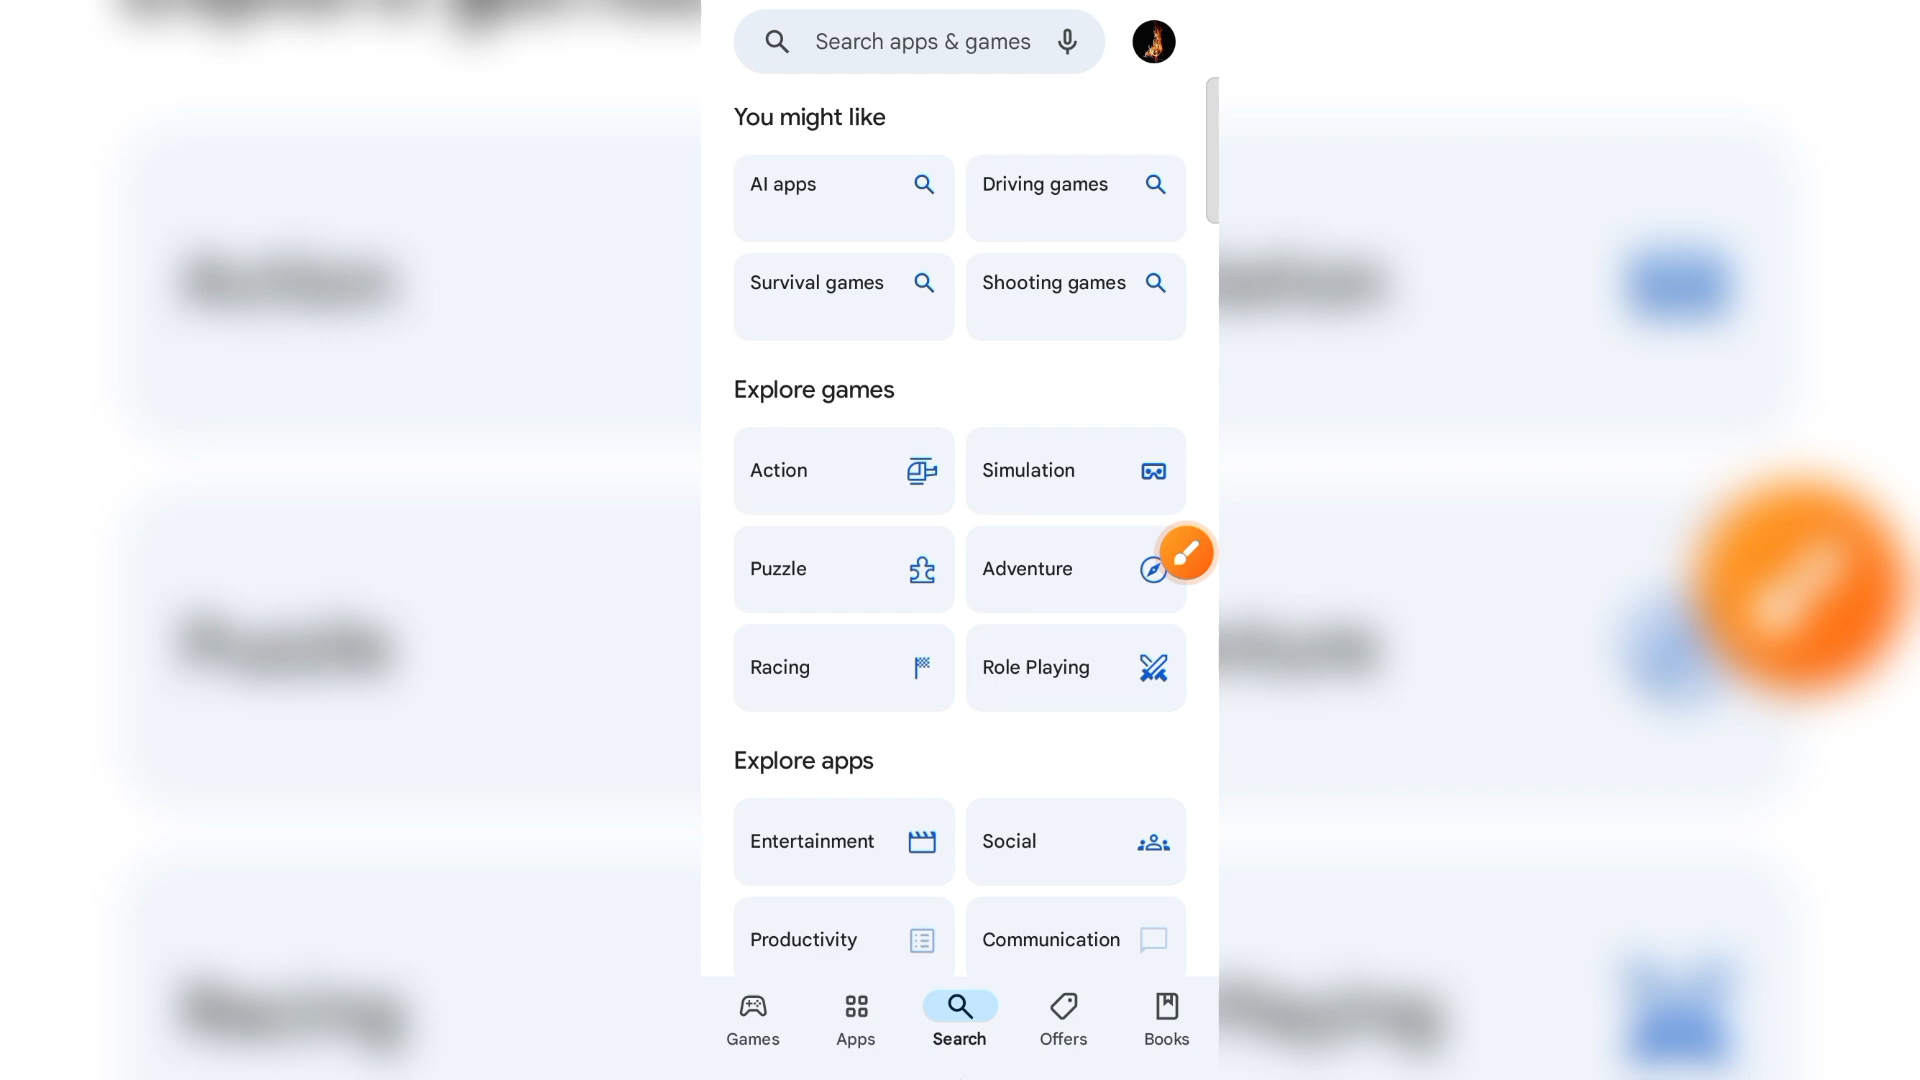 Search apps & games
You might like
AI apps
Driving games
Survival games
Shooting games
Explore games
Action
Simulation
Puzzle
Adventure
Racing
Role Playing
Explore apps
Entertainment
Social
Productivity
Communication
Games
Apps
Search
Offers
Books